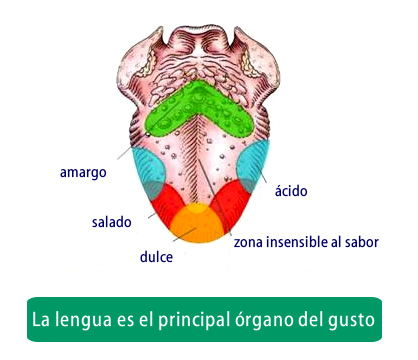 amargo
ácido
salado
zona insensible al sabor
dulce
La lengua es el principal órgano del gusto